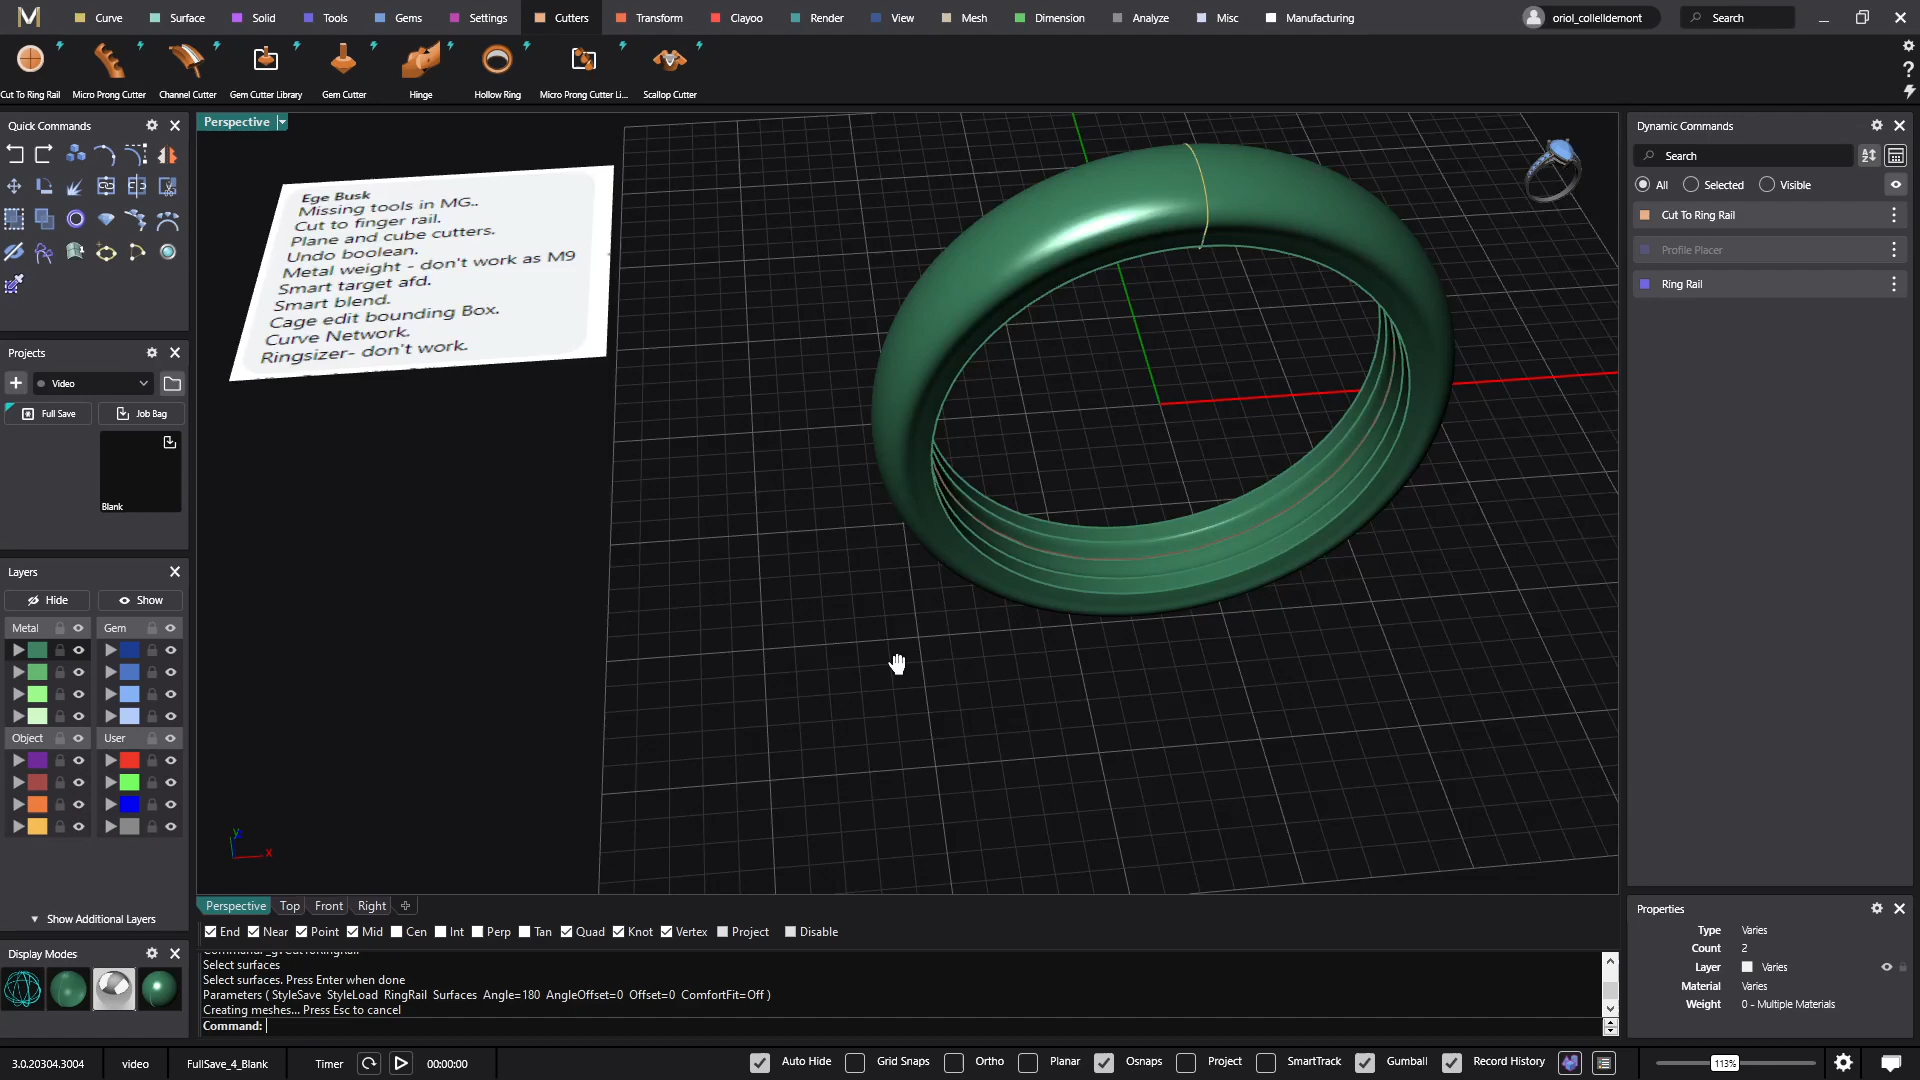 Curve
Surface
Solid
Tools
Gems
Settings
Cutters
Transform
Clayoo
Render
View
Mesh
Dimension
Analyze
Misc
Manufacturing
oriol_collelldemont
Search
Cut To Ring Rail
Micro Prong Cutter
Channel Cutter
Gem Cutter Library
Gem Cutter
Hinge
Hollow Ring
Micro Prong Cutter Li...
Scallop Cutter
Quick Commands
Projects
Video
Full Save
Job Bag
Blank
Layers
Hide
Show
Metal
Gem
Object
User
Show Additional Layers
Display Modes
Perspective
Ege Busk
Missing tools in MG..
Cut to finger rail.
Plane and cube cutters.
Undo boolean.
Metal weight - don't work as M9
Smart target afd.
Smart blend.
Cage edit bounding Box.
Curve Network.
Ringsizer- don't work.
y
x
Perspective
Top
Front
Right
End
Near
Point
Mid
Cen
Int
Perp
Tan
Quad
Knot
Vertex
Project
Disable
Select surfaces
Select surfaces. Press Enter when done
Parameters ( StyleSave StyleLoad RingRail Surfaces Angle=180 AngleOffset=0 Offset=0 ComfortFit=Off )
Creating meshes... Press Esc to cancel
Command:
Dynamic Commands
Search
All
Selected
Visible
Cut To Ring Rail
Profile Placer
Ring Rail
Properties
Type Varies
Count 2
Layer Varies
Material Varies
Weight 0 - Multiple Materials
3.0.20304.3004
video
FullSave_4_Blank
Timer
00:00:00
Auto Hide
Grid Snaps
Ortho
Planar
Osnaps
Project
SmartTrack
Gumball
Record History
113%